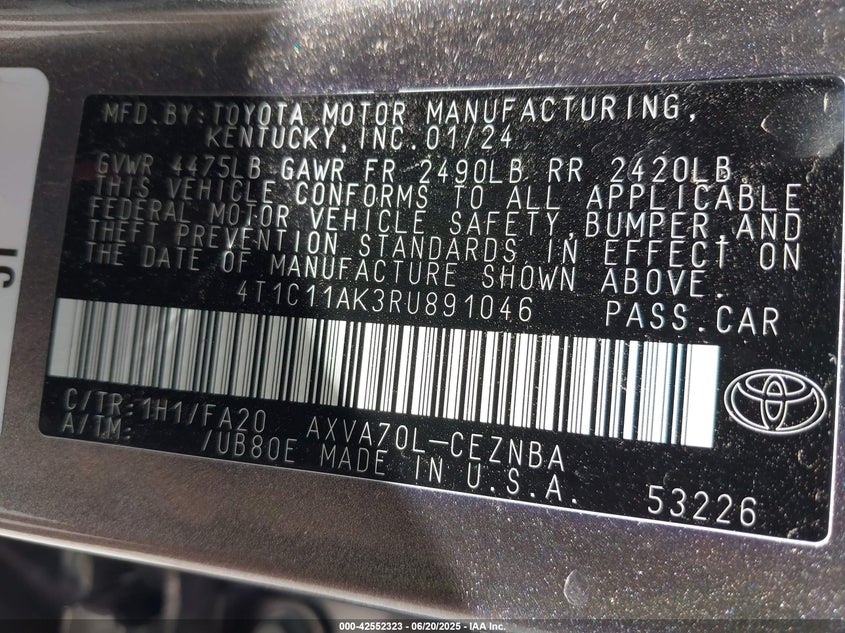 MFD.BY:TOYOTA MOTOR MANUFACTURING,
KENTUCKY,INC.01/24
GVWR 4475LB GAWR FR 2490LB RR 2420LB
THIS VEHICLE CONFORMS TO ALL APPLICABLE
FEDERAL MOTOR VEHICLE SAFETY,BUMPER,AND
THEFT PREVENTION STANDARDS IN EFFECT ON
THE DATE OF MANUFACTURE SHOWN ABOVE.
4T1C11AK3RU891046 PASS.CAR
C/TR:1H1/FA20 AXVA70L-CEZNBA
A/TM: /UB80E MADE IN U.S.A.
53226
000-42552323 - 06/20/2025 - IAA Inc.